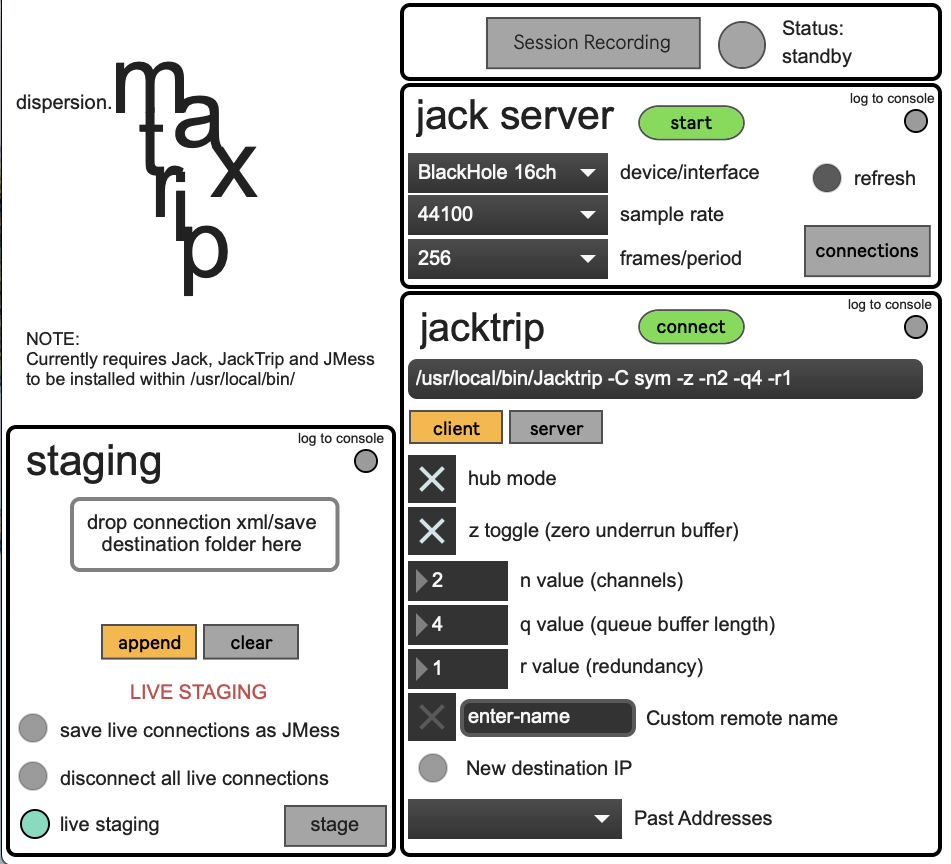 dispersion.
max
trip
NOTE:
Currently requires Jack, JackTrip and JMess
to be installed within /usr/local/bin/
log to console
staging
drop connection xml/save
destination folder here
append
clear
LIVE STAGING
save live connections as JMess
disconnect all live connections
live staging
stage
Session Recording
Status:
standby
log to console
jack server
start
BlackHole 16ch
device/interface
refresh
44100
sample rate
256
frames/period
connections
log to console
jacktrip
connect
/usr/local/bin/Jacktrip -C sym -z -n2 -q4 -r1
client
server
hub mode
z toggle (zero underrun buffer)
2
n value (channels)
4
q value (queue buffer length)
1
r value (redundancy)
enter-name
Custom remote name
New destination IP
Past Addresses